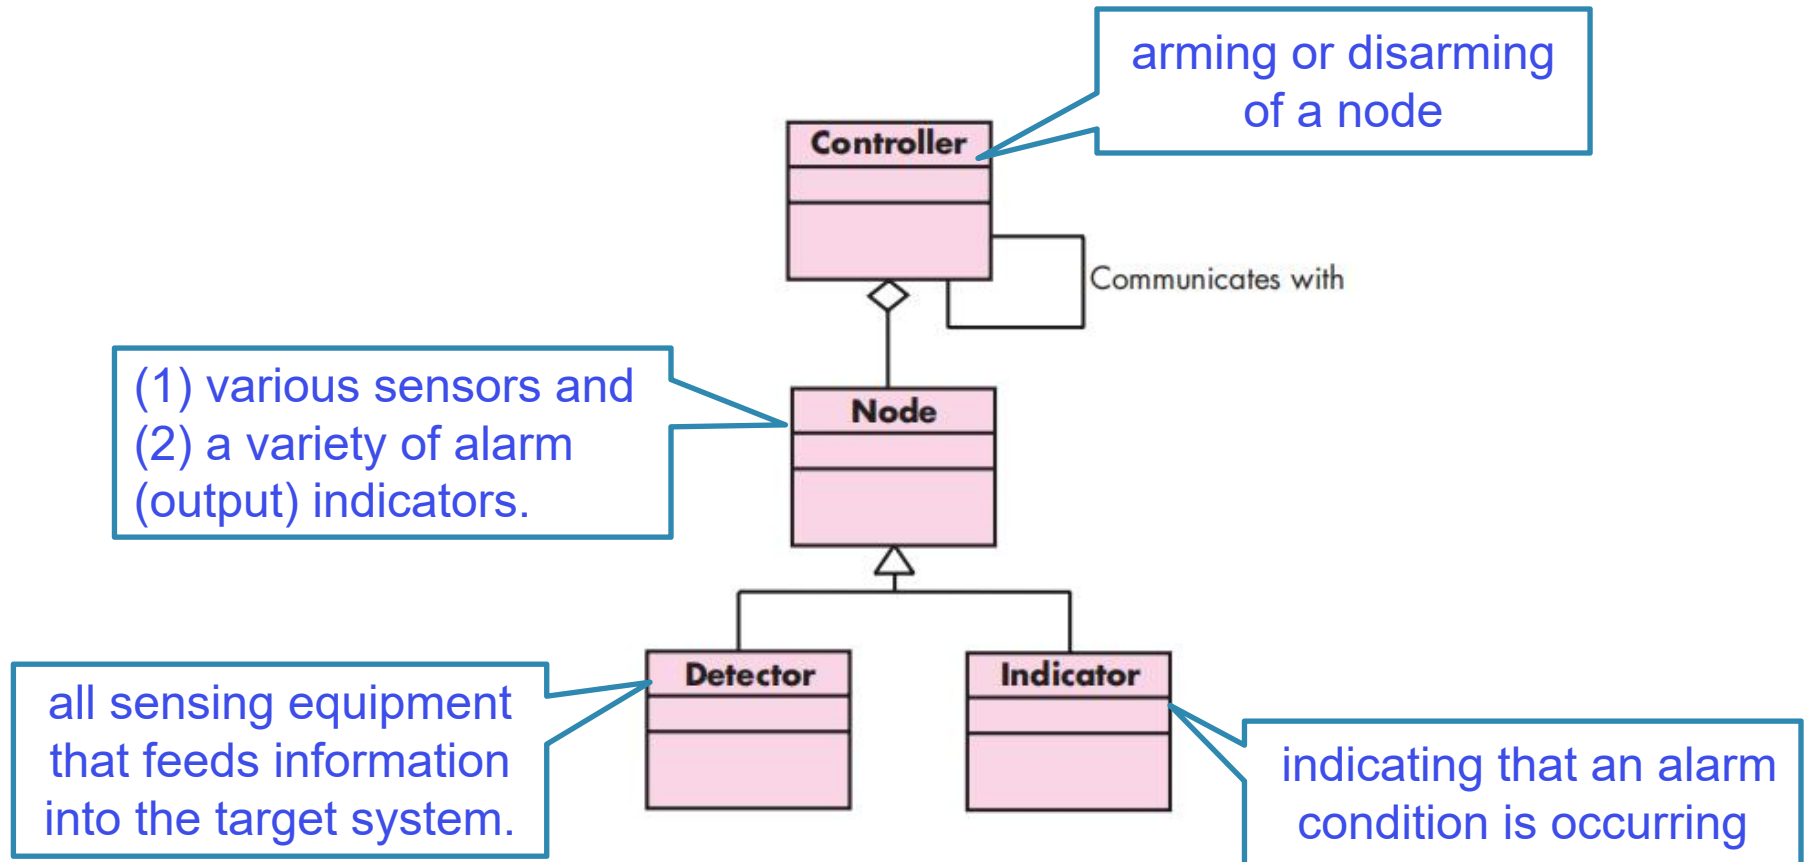 arming or disarming
of a node
Controller
Communicates with
(1) various sensors and
(2) a variety of alarm
(output) indicators.
Node
all sensing equipment
that feeds information
into the target system.
Detector
Indicator
indicating that an alarm
condition is occurring